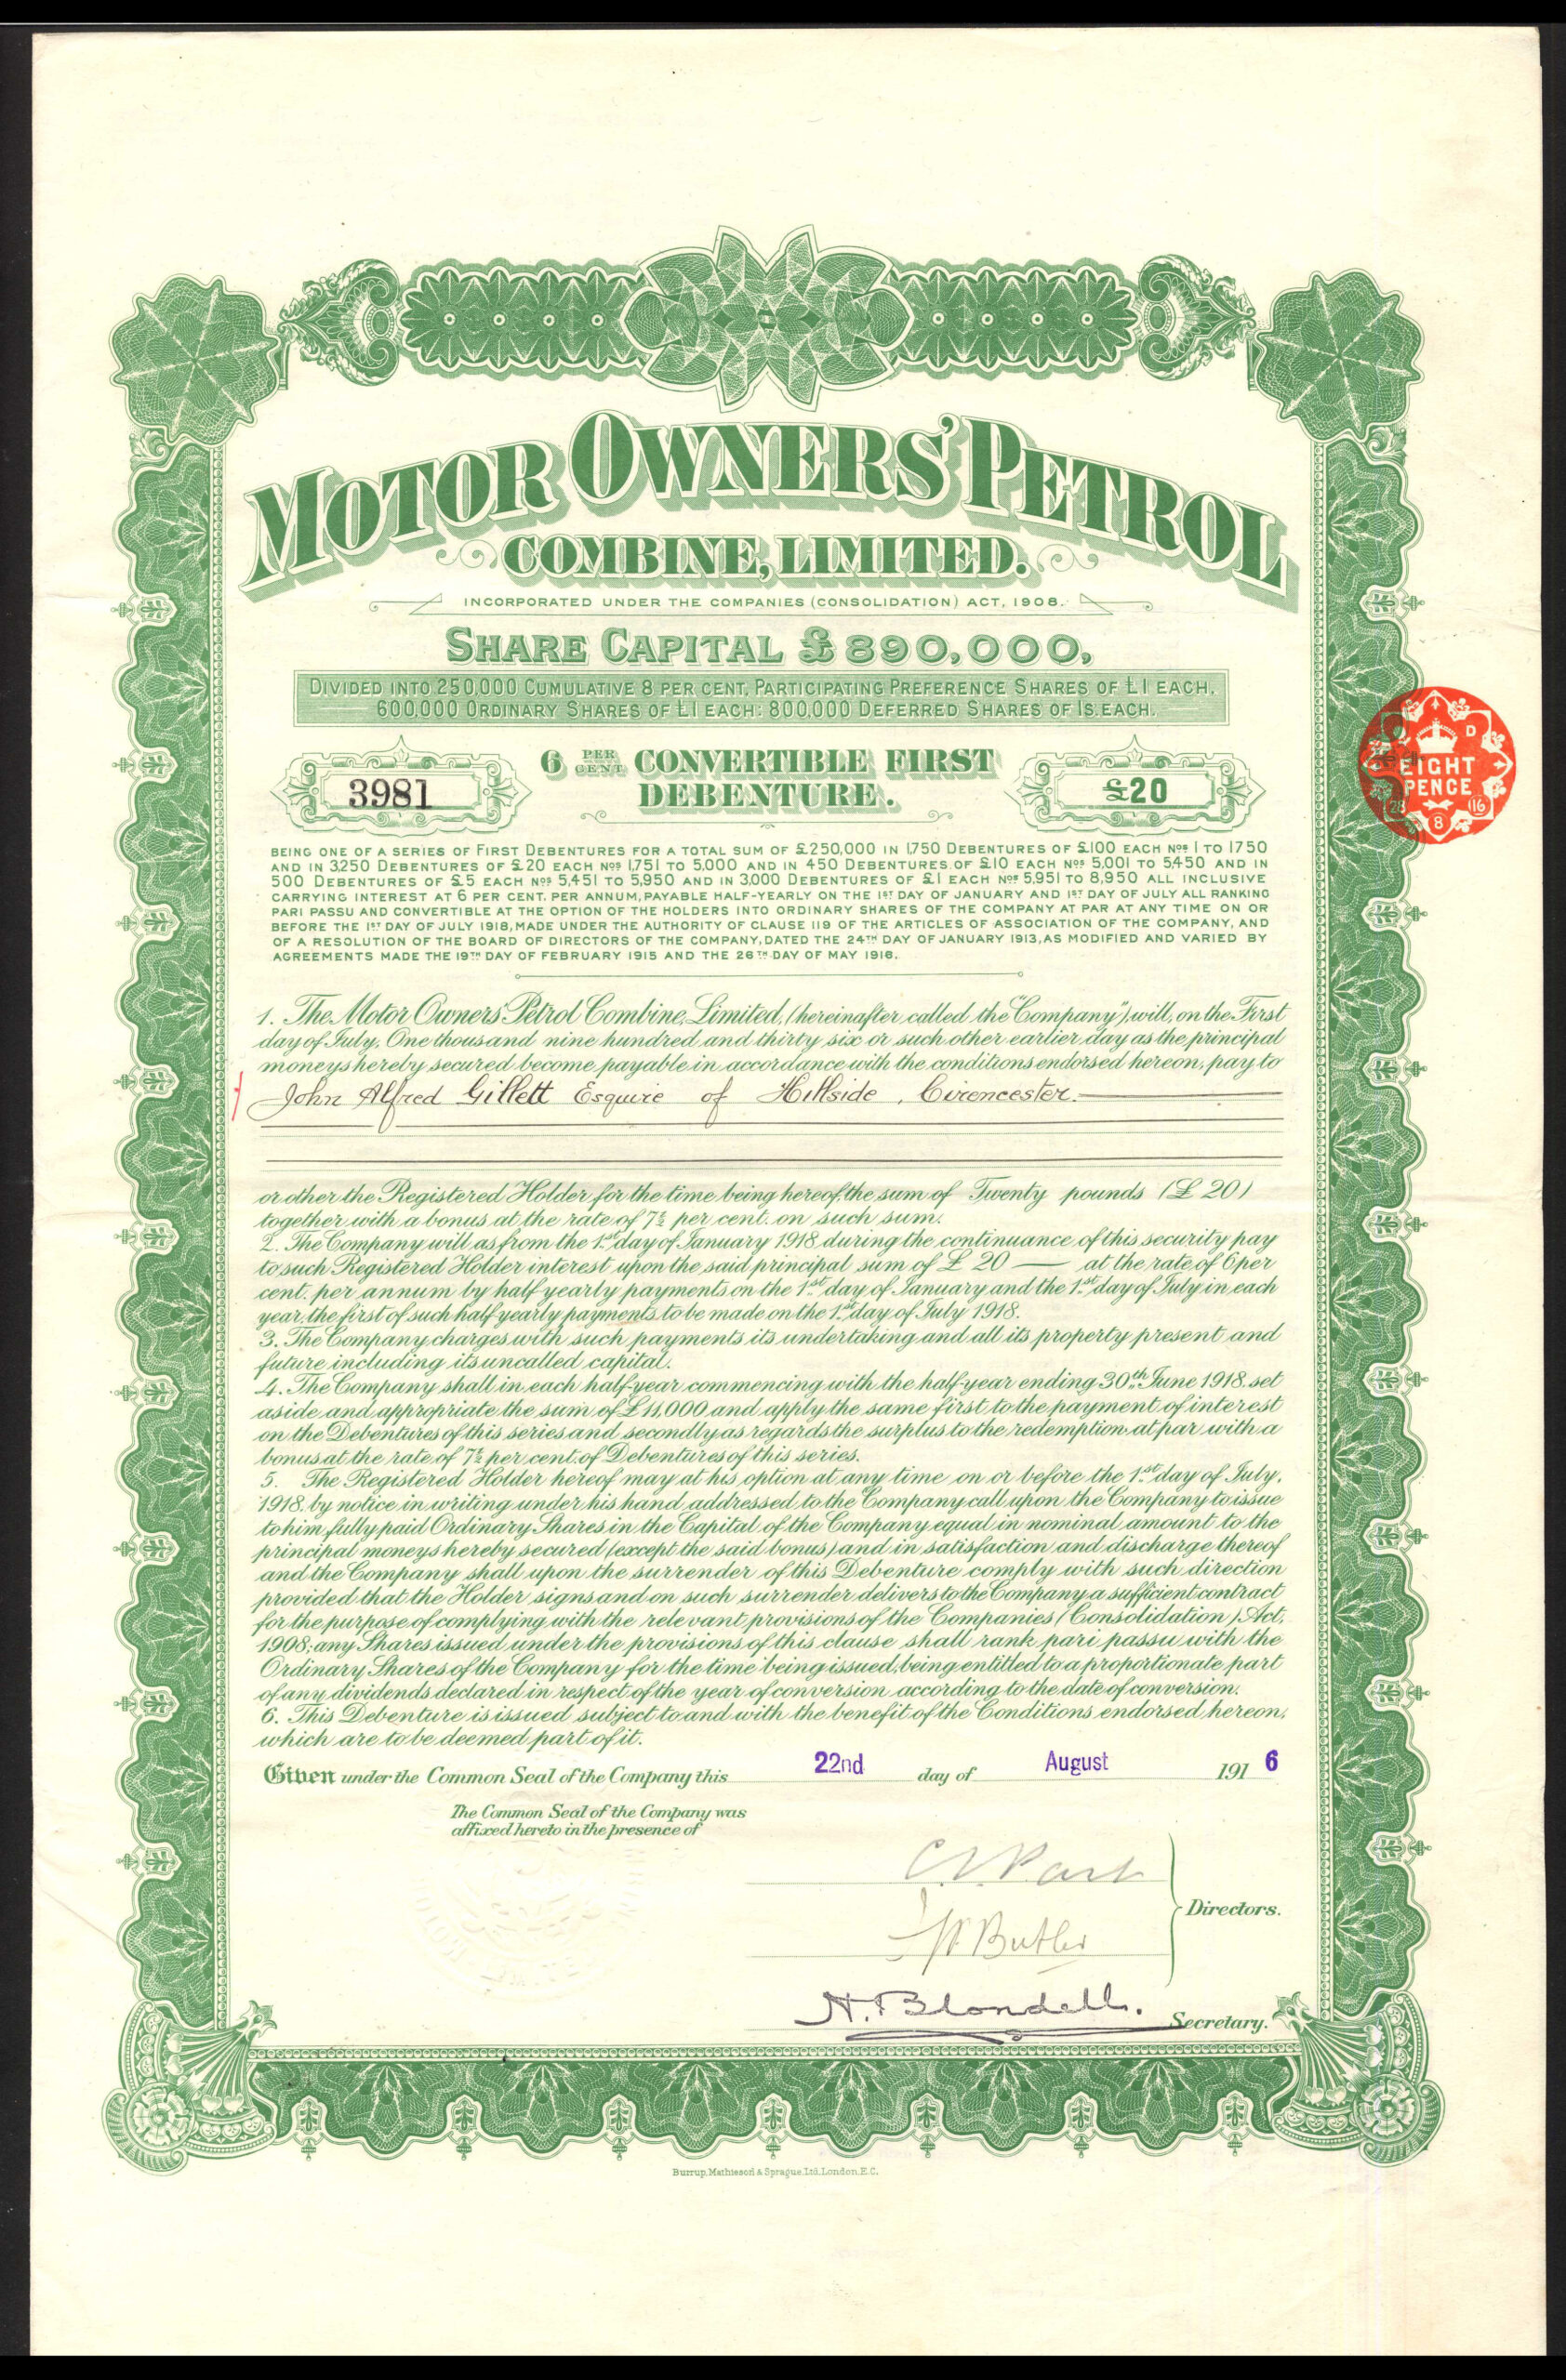 MOTOR OWNERS' PETROL
COMBINE, LIMITED.
INCORPORATED UNDER THE COMPANIES (CONSOLIDATION) ACT, 1908.
SHARE CAPITAL £890,000,
DIVIDED INTO 250,000 CUMULATIVE 8 PER CENT. PARTICIPATING PREFERENCE SHARES OF £1 EACH.
600,000 ORDINARY SHARES OF £1 EACH: 800,000 DEFERRED SHARES OF 1S. EACH.
3981
6 PER CENT CONVERTIBLE FIRST
DEBENTURE.
£20
D
EIGHT
PENCE
28 8 16
BEING ONE OF A SERIES OF FIRST DEBENTURES FOR A TOTAL SUM OF £250,000 IN 1,750 DEBENTURES OF £100 EACH Nos 1 TO 1750
AND IN 3,250 DEBENTURES OF £20 EACH Nos 1,751 TO 5,000 AND IN 450 DEBENTURES OF £10 EACH Nos 5,001 TO 5,450 AND IN
500 DEBENTURES OF £5 EACH Nos 5,451 TO 5,950 AND IN 3,000 DEBENTURES OF £1 EACH Nos 5,951 TO 8,950 ALL INCLUSIVE
CARRYING INTEREST AT 6 PER CENT. PER ANNUM, PAYABLE HALF-YEARLY ON THE 1ST DAY OF JANUARY AND 1ST DAY OF JULY ALL RANKING
PARI PASSU AND CONVERTIBLE AT THE OPTION OF THE HOLDERS INTO ORDINARY SHARES OF THE COMPANY AT PAR AT ANY TIME ON OR
BEFORE THE 1ST DAY OF JULY 1918, MADE UNDER THE AUTHORITY OF CLAUSE 119 OF THE ARTICLES OF ASSOCIATION OF THE COMPANY, AND
OF A RESOLUTION OF THE BOARD OF DIRECTORS OF THE COMPANY, DATED THE 24TH DAY OF JANUARY 1913, AS MODIFIED AND VARIED BY
AGREEMENTS MADE THE 19TH DAY OF FEBRUARY 1915 AND THE 26TH DAY OF MAY 1916.
1. The Motor Owners' Petrol Combine, Limited, (hereinafter called the "Company") will, on the First
day of July, One thousand nine hundred and thirty six or such other earlier day as the principal
moneys hereby secured become payable in accordance with the conditions endorsed hereon, pay to
John Alfred Gillett Esquire of Hillside, Cirencester.
or other the Registered Holder for the time being hereof, the sum of Twenty pounds (£ 20)
together with a bonus at the rate of 7½ per cent. on such sum.
2. The Company will as from the 1st day of January 1918 during the continuance of this security pay
to such Registered Holder interest upon the said principal sum of £ 20 — at the rate of 6 per
cent. per annum by half yearly payments on the 1st day of January and the 1st day of July in each
year, the first of such half yearly payments to be made on the 1st day of July 1918.
3. The Company charges with such payments its undertaking and all its property present and
future including its uncalled capital.
4. The Company shall in each half-year commencing with the half-year ending 30th June 1918 set
aside and appropriate the sum of £11,000 and apply the same first to the payment of interest
on the Debentures of this series and secondly as regards the surplus to the redemption at par with a
bonus at the rate of 7½ per cent. of Debentures of this series.
5. The Registered Holder hereof may at his option at any time on or before the 1st day of July,
1918. by notice in writing under his hand addressed to the Company call upon the Company to issue
to him fully paid Ordinary Shares in the Capital of the Company equal in nominal amount to the
principal moneys hereby secured (except the said bonus) and in satisfaction and discharge thereof
and the Company shall upon the surrender of this Debenture comply with such direction
provided that the Holder signs and on such surrender delivers to the Company a sufficient contract
for the purpose of complying with the relevant provisions of the Companies (Consolidation) Act,
1908; any Shares issued under the provisions of this clause shall rank pari passu with the
Ordinary Shares of the Company for the time being issued, being entitled to a proportionate part
of any dividends declared in respect of the year of conversion according to the date of conversion.
6. This Debenture is issued subject to and with the benefit of the Conditions endorsed hereon,
which are to be deemed part of it.
Given under the Common Seal of the Company this 22nd day of August 191 6
The Common Seal of the Company was
affixed hereto in the presence of
Directors.
Butler
H. Blondell. Secretary.
Burrup, Mathieson & Sprague, Ltd. London, E.C.